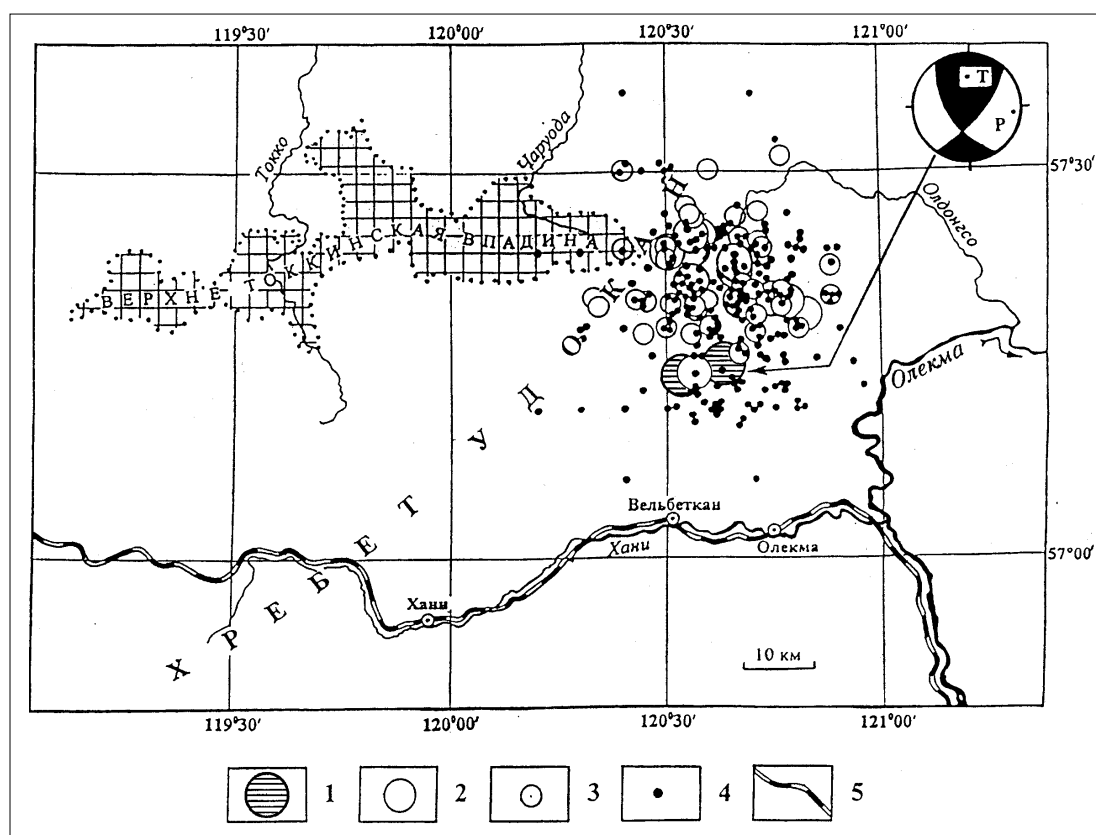 119°30′ 120°00′ 120°30′ 121°00′
Т
Р
Токко
Чаруода
57°30′
Олдонгсо
ВЕРХНЕ-ТОККИНСКАЯ ВПАДИНА
Олекма
ХРЕБЕТ УДОКАН
Вельбеткан
Хани
Олекма
57°00′
Хани
10 км
119°30′ 120°00′ 120°30′ 121°00′
1 2 3 4 5